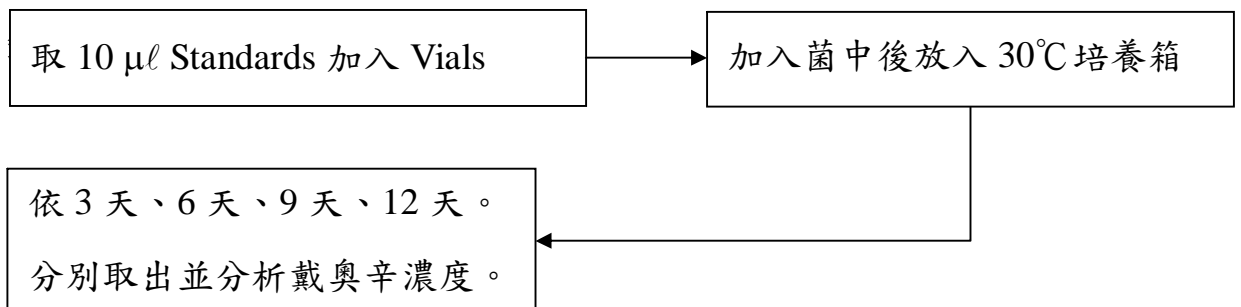 取 10 μℓ Standards 加入 Vials
加入菌中後放入 30℃培養箱
依 3 天、6 天、9 天、12 天。
分別取出並分析戴奧辛濃度。